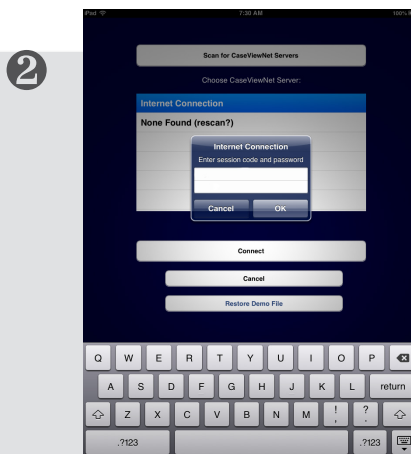 2
iPad 7:30 AM 100%
Scan for CaseViewNet Servers
Choose CaseViewNet Server:
Internet Connection
None Found (rescan?)
Internet Connection
Enter session code and password
Cancel OK
Connect
Cancel
Restore Demo File
Q W E R T Y U I O P
A S D F G H J K L return
Z X C V B N M ! , ? .
.?123 .?123